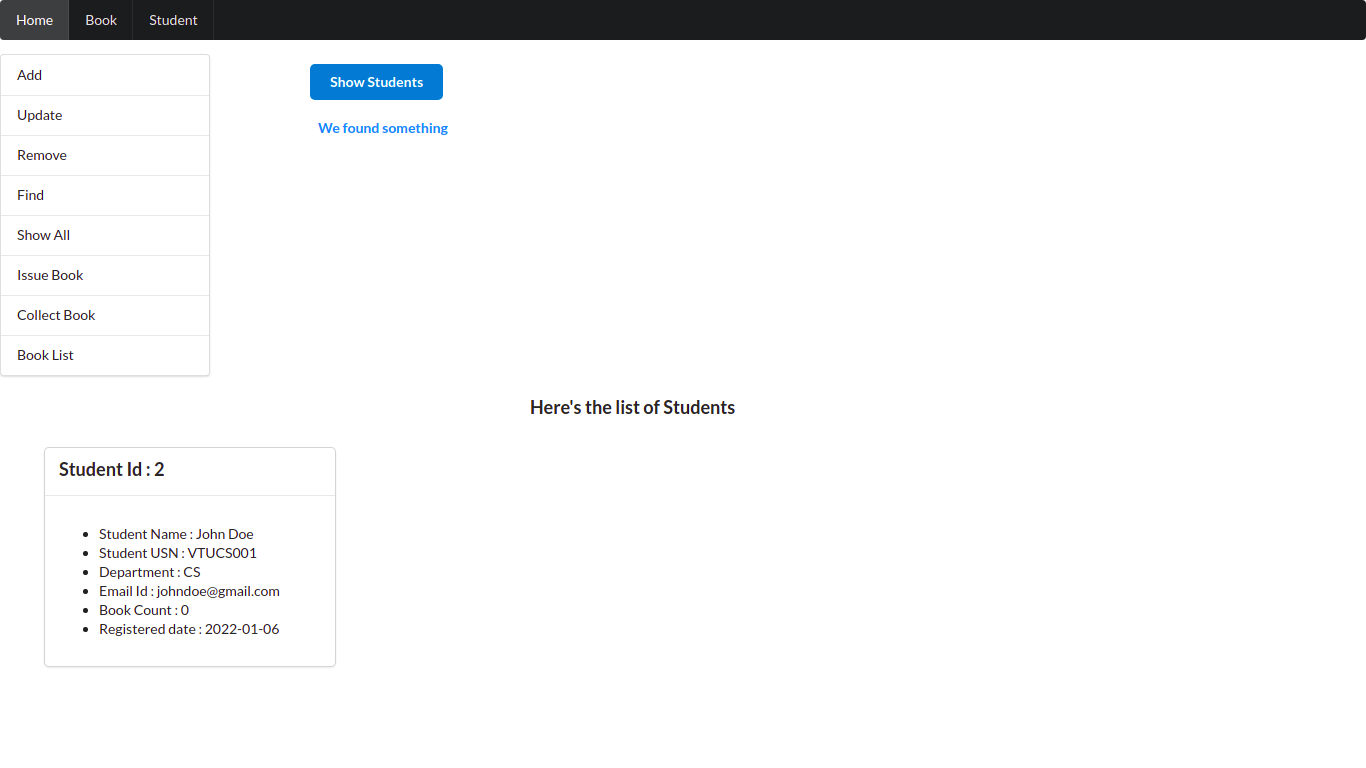 Home Book Student
Add
Show Students
Update
We found something
Remove
Find
Show All
Issue Book
Collect Book
Book List
Here's the list of Students
Student Id : 2
Student Name : John Doe
Student USN : VTUCS001
Department : CS
Email Id : johndoe@gmail.com
Book Count : 0
Registered date : 2022-01-06